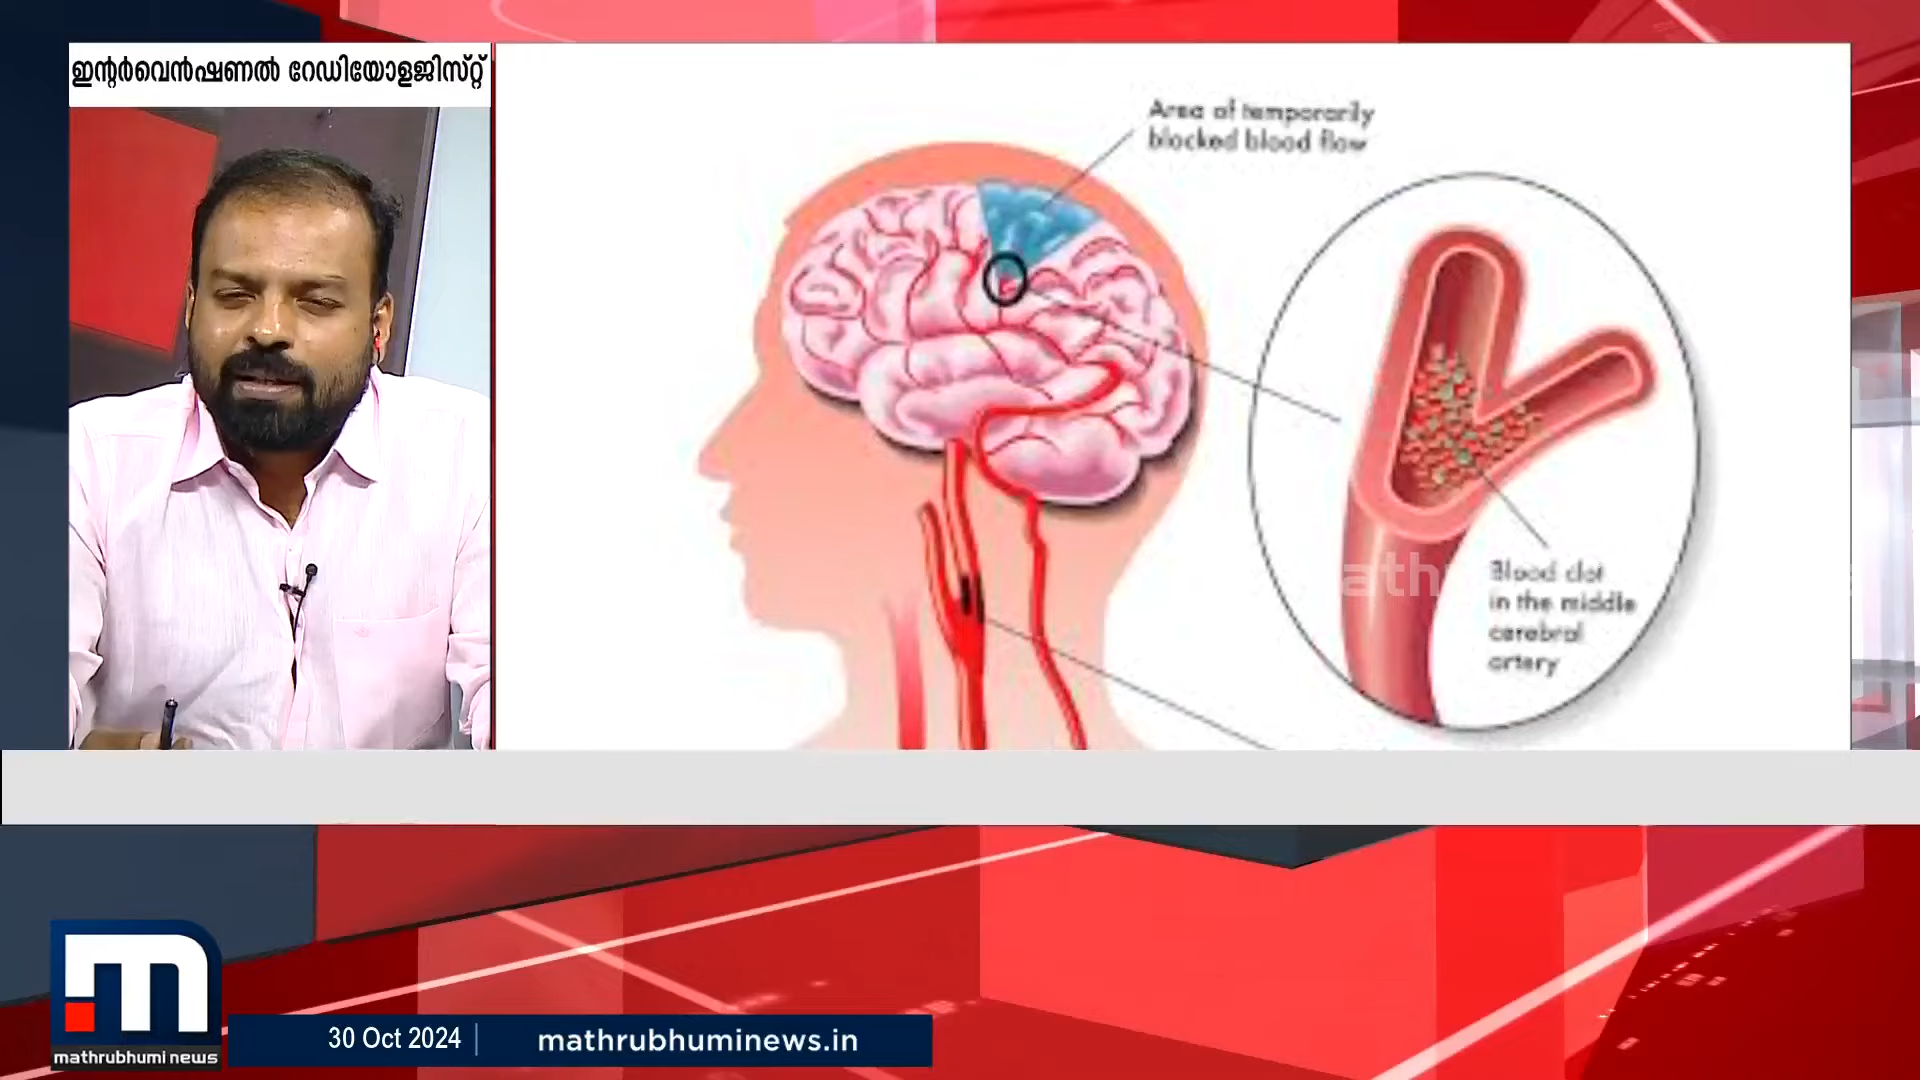 ഇന്റർവെൻഷണൽ റേഡിയോളജിസ്റ്റ്
Area of temporarily
blocked blood flow
Blood clot
in the middle
cerebral
artery
mathrubhumi news
30 Oct 2024
mathrubhuminews.in